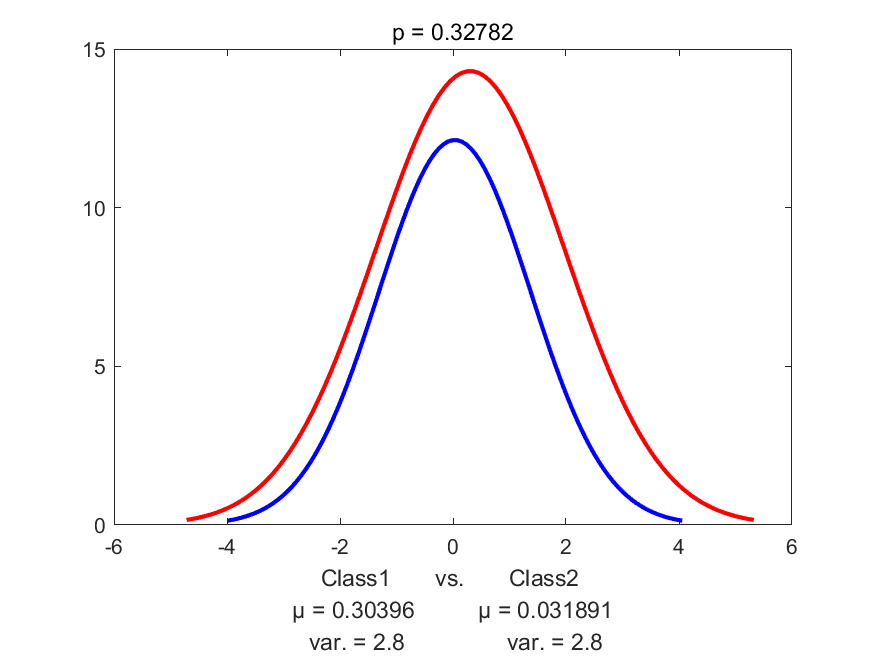 p = 0.32782
15
10
5
0
-6 -4 -2 0 2 4 6
Class1 vs. Class2
μ = 0.30396 μ = 0.031891
var. = 2.8 var. = 2.8